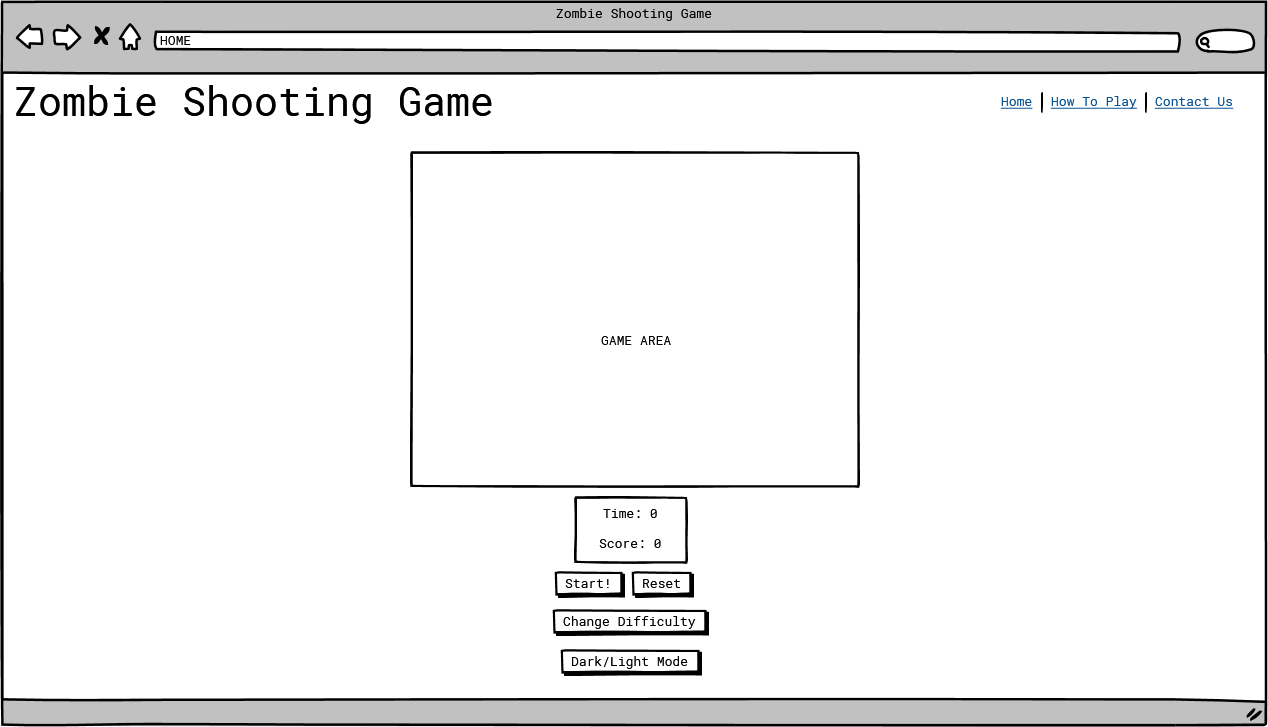 Zombie Shooting Game
HOME
Zombie Shooting Game
Home
How To Play
Contact Us
GAME AREA
Time: 0
Score: 0
Start!
Reset
Change Difficulty
Dark/Light Mode